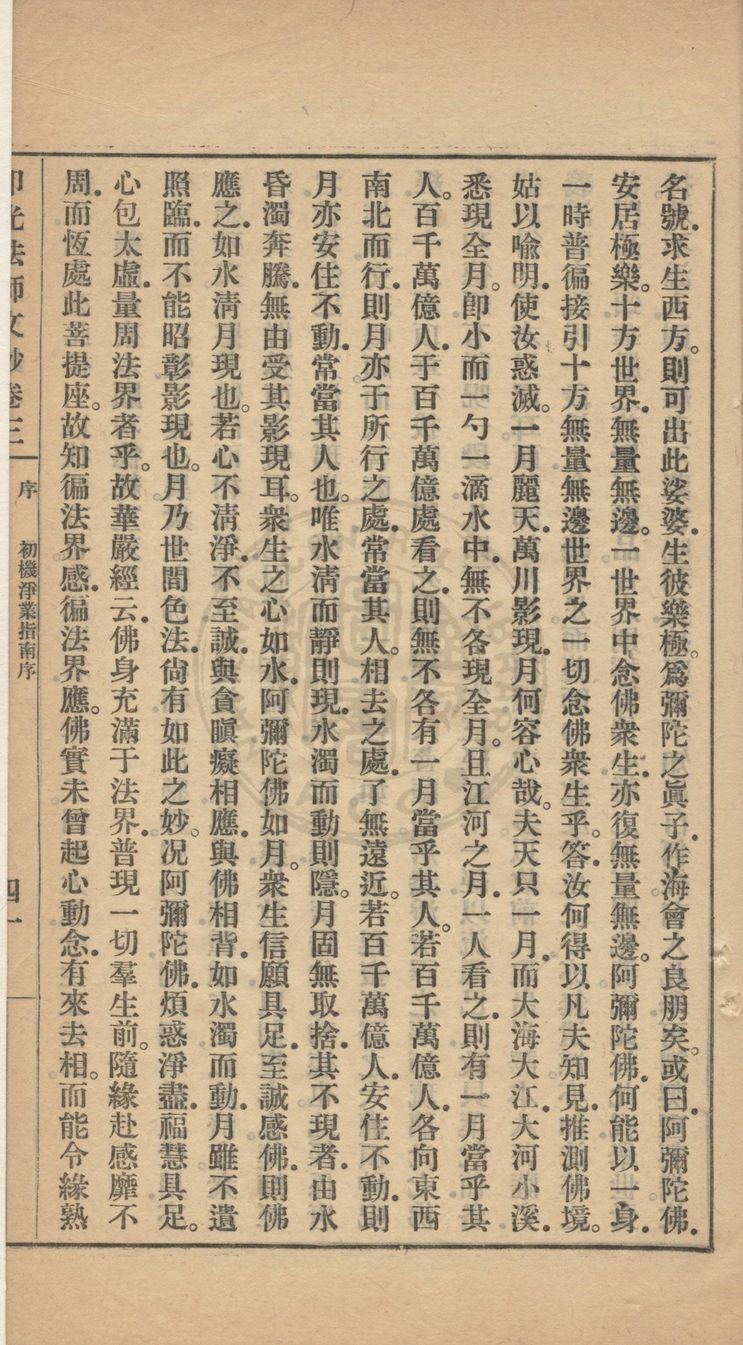 名號。求生西方。則可出此娑婆。生彼樂極。爲彌陀之眞子。作海會之良朋矣。或曰。阿彌陀佛。
安居極樂。十方世界。無量無邊。一世界中。念佛衆生。亦復無量無邊。阿彌陀佛。何能以一身。
一時普徧接引十方無量無邊世界之一切念佛衆生乎。答。汝何得以凡夫知見。推測佛境。
姑以喻明。使汝惑滅。一月麗天。萬川影現。月何容心哉。夫天只一月。而大海大江。大河小溪。
悉現全月。卽小而一勺一滴水中。無不各現全月。且江河之月。一人看之。則有一月當乎其
人。百千萬億人。于百千萬億處看之。則無不各有一月當乎其人。若百千萬億人。各向東西
南北而行。則月亦于所行之處。常當其人。相去之處。了無遠近。若百千萬億人。安住不動。則
月亦安住不動。常當其人也。唯水淸而靜則現。水濁而動則隱。月固無取捨。其不現者。由水
昏濁奔騰。無由受其影現耳。衆生之心如水。阿彌陀佛如月。衆生信願具足。至誠感佛。則佛
應之。如水淸月現也。若心不淸淨。不至誠。與貪瞋癡相應。與佛相背。如水濁而動。月雖不遺
照臨。而不能昭彰影現也。月乃世間色法。尙有如此之妙。况阿彌陀佛。煩惑淨盡。福慧具足。
心包太虛。量周法界者乎。故華嚴經云。佛身充滿于法界。普現一切羣生前。隨緣赴感靡不
周。而恆處此菩提座。故知徧法界感。徧法界應。佛實未曾起心動念。有來去相。而能令緣熟
印光法師文鈔卷三 序 初機淨業指南序 四一